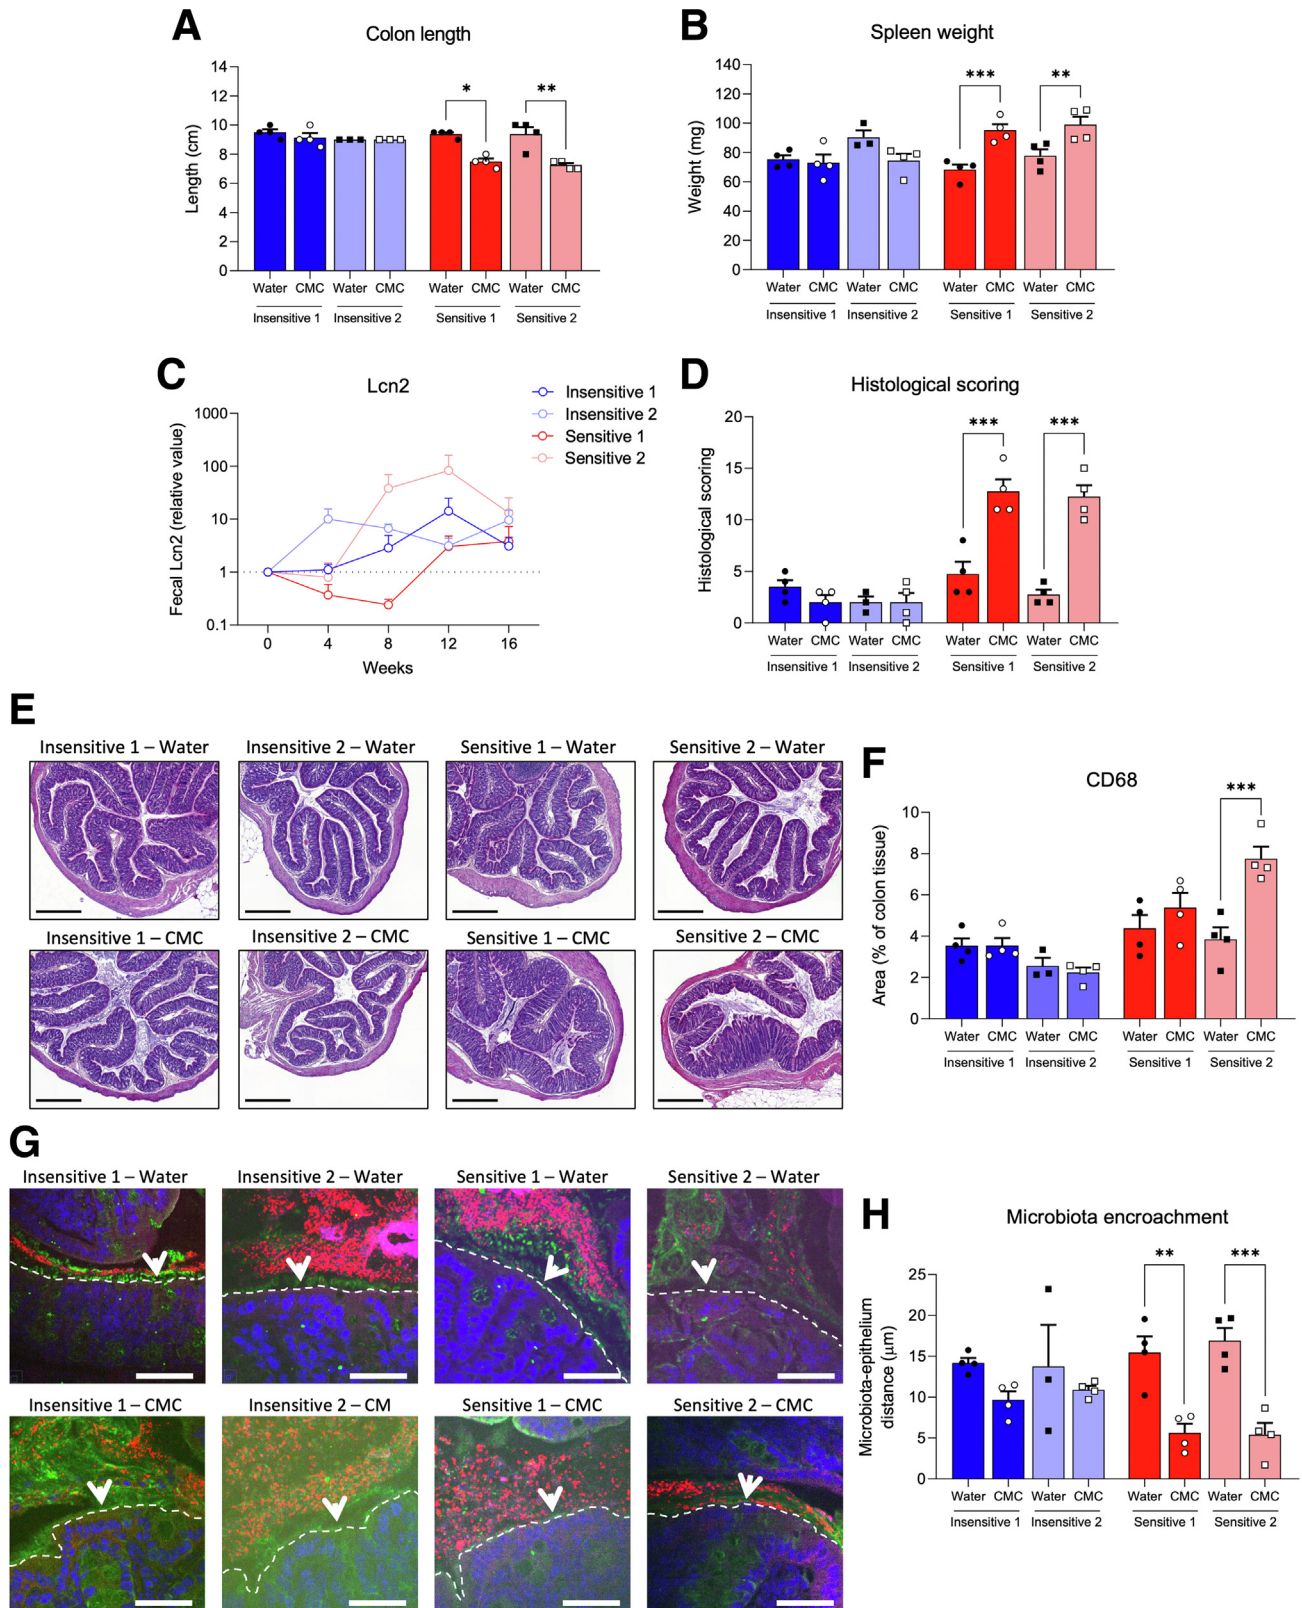 A
Colon length
Length (cm)
14
12
10
8
6
4
2
0
*
**
Water CMC Water CMC Water CMC Water CMC
Insensitive 1 Insensitive 2 Sensitive 1 Sensitive 2
B
Spleen weight
Weight (mg)
140
120
100
80
60
40
20
0
***
**
Water CMC Water CMC Water CMC Water CMC
Insensitive 1 Insensitive 2 Sensitive 1 Sensitive 2
C
Lcn2
Fecal Lcn2 (relative value)
1000
100
10
1
0.1
0 4 8 12 16
Weeks
Insensitive 1
Insensitive 2
Sensitive 1
Sensitive 2
D
Histological scoring
Histological scoring
20
15
10
5
0
***
***
Water CMC Water CMC Water CMC Water CMC
Insensitive 1 Insensitive 2 Sensitive 1 Sensitive 2
E
Insensitive 1 – Water
Insensitive 2 – Water
Sensitive 1 – Water
Sensitive 2 – Water
Insensitive 1 – CMC
Insensitive 2 – CMC
Sensitive 1 – CMC
Sensitive 2 – CMC
F
CD68
Area (% of colon tissue)
10
8
6
4
2
0
***
Water CMC Water CMC Water CMC Water CMC
Insensitive 1 Insensitive 2 Sensitive 1 Sensitive 2
G
Insensitive 1 – Water
Insensitive 2 – Water
Sensitive 1 – Water
Sensitive 2 – Water
Insensitive 1 – CMC
Insensitive 2 – CM
Sensitive 1 – CMC
Sensitive 2 – CMC
H
Microbiota encroachment
Microbiota-epithelium
distance (μm)
25
20
15
10
5
0
**
***
Water CMC Water CMC Water CMC Water CMC
Insensitive 1 Insensitive 2 Sensitive 1 Sensitive 2